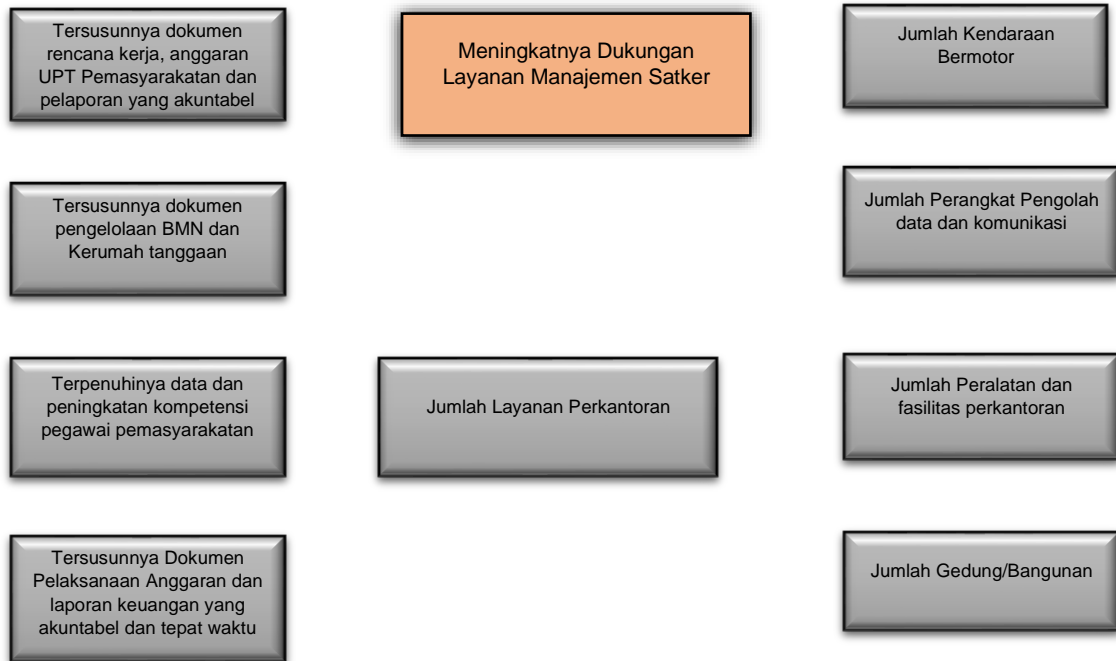 Tersusunnya dokumen
rencana kerja, anggaran
UPT Pemasyarakatan dan
pelaporan yang akuntabel
Meningkatnya Dukungan
Layanan Manajemen Satker
Jumlah Kendaraan
Bermotor
Tersusunnya dokumen
pengelolaan BMN dan
Kerumah tanggaan
Jumlah Perangkat Pengolah
data dan komunikasi
Terpenuhinya data dan
peningkatan kompetensi
pegawai pemasyarakatan
Jumlah Layanan Perkantoran
Jumlah Peralatan dan
fasilitas perkantoran
Tersusunnya Dokumen
Pelaksanaan Anggaran dan
laporan keuangan yang
akuntabel dan tepat waktu
Jumlah Gedung/Bangunan